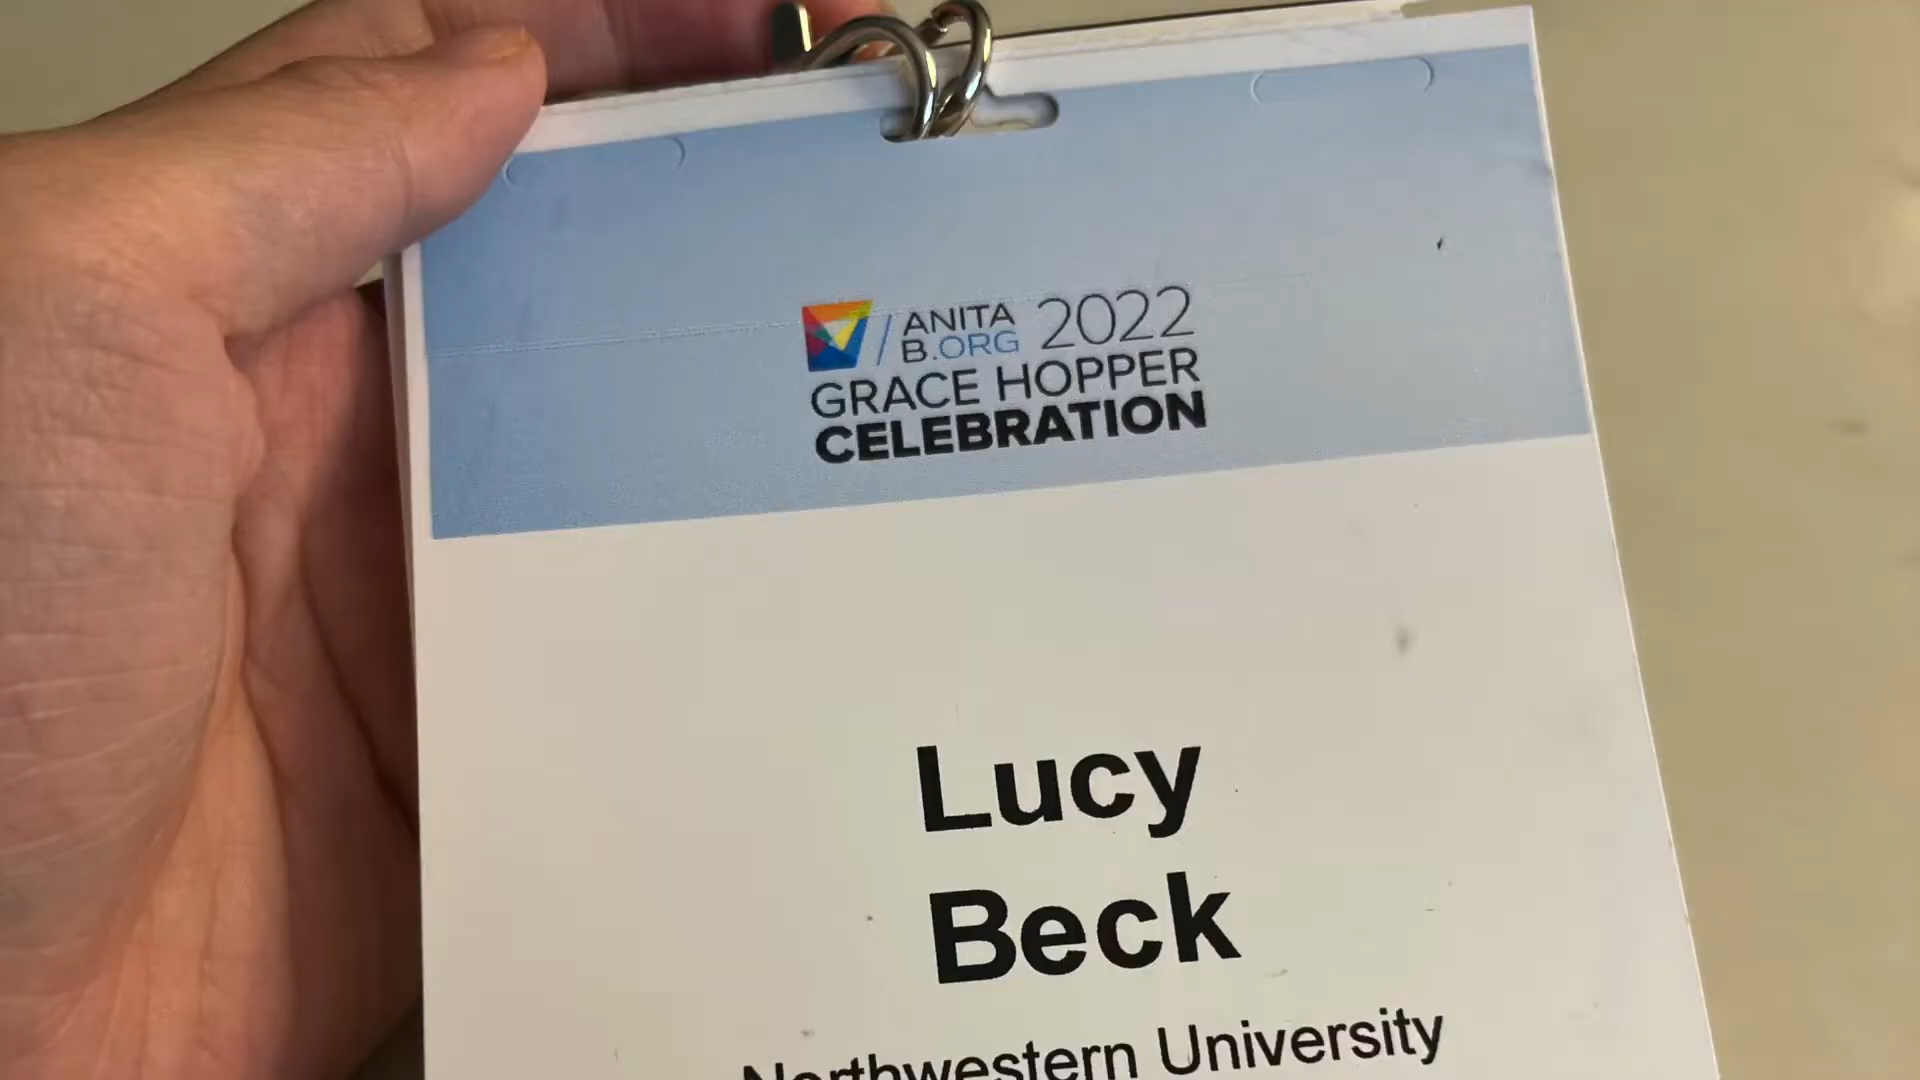 ANITA
B.ORG 2022
GRACE HOPPER
CELEBRATION
Lucy
Beck
Northwestern University